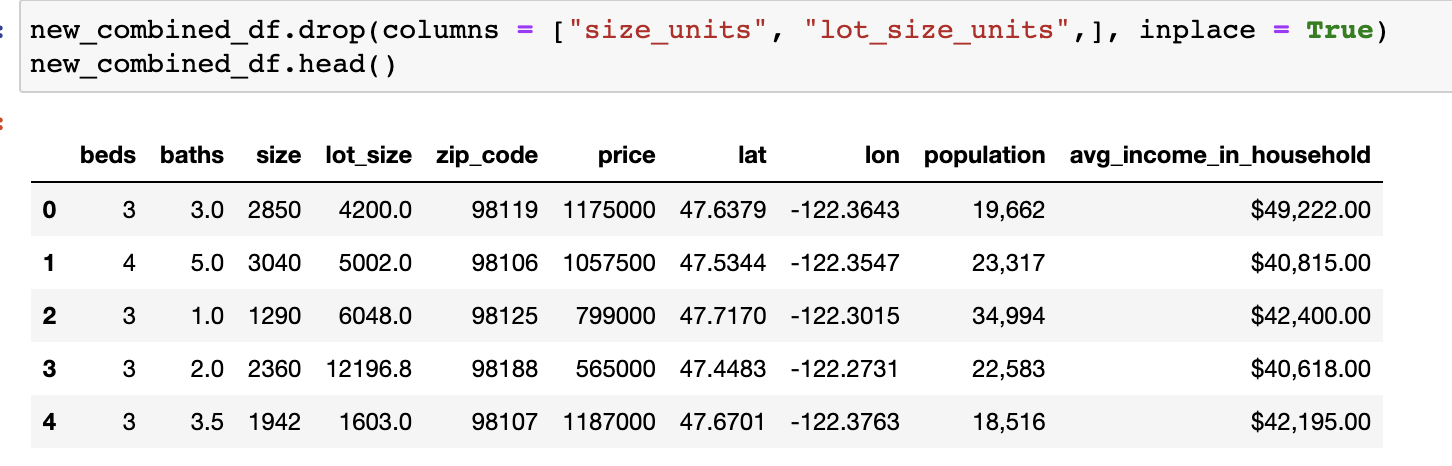 new_combined_df.drop(columns = ["size_units", "lot_size_units",], inplace = True)
new_combined_df.head()
beds baths size lot_size zip_code price lat lon population avg_income_in_household
0 3 3.0 2850 4200.0 98119 1175000 47.6379 -122.3643 19,662 $49,222.00
1 4 5.0 3040 5002.0 98106 1057500 47.5344 -122.3547 23,317 $40,815.00
2 3 1.0 1290 6048.0 98125 799000 47.7170 -122.3015 34,994 $42,400.00
3 3 2.0 2360 12196.8 98188 565000 47.4483 -122.2731 22,583 $40,618.00
4 3 3.5 1942 1603.0 98107 1187000 47.6701 -122.3763 18,516 $42,195.00